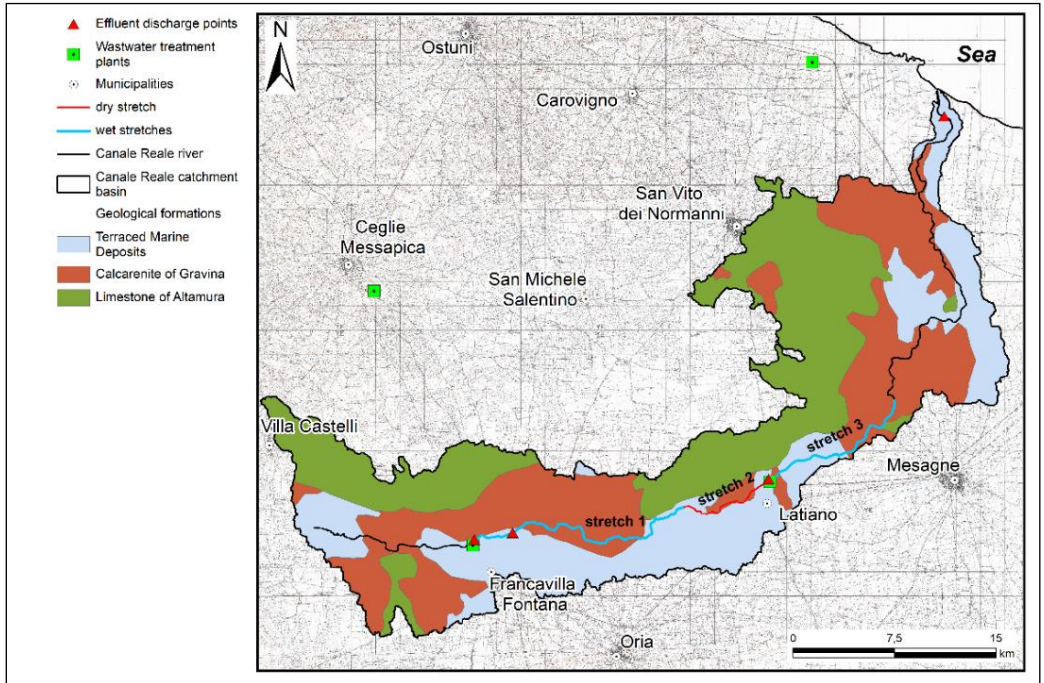 Effluent discharge points
Wastwater treatment
plants
Municipalities
dry stretch
wet stretches
Canale Reale river
Canale Reale catchment
basin
Geological formations
Terraced Marine
Deposits
Calcarenite of Gravina
Limestone of Altamura
N
Ostuni
Sea
Carovigno
San Vito
dei Normanni
Ceglie
Messapica
San Michele
Salentino
Villa Castelli
stretch 3
Mesagne
stretch 2
Latiano
stretch 1
Francavilla
Fontana
Oria
0 7,5 15
km